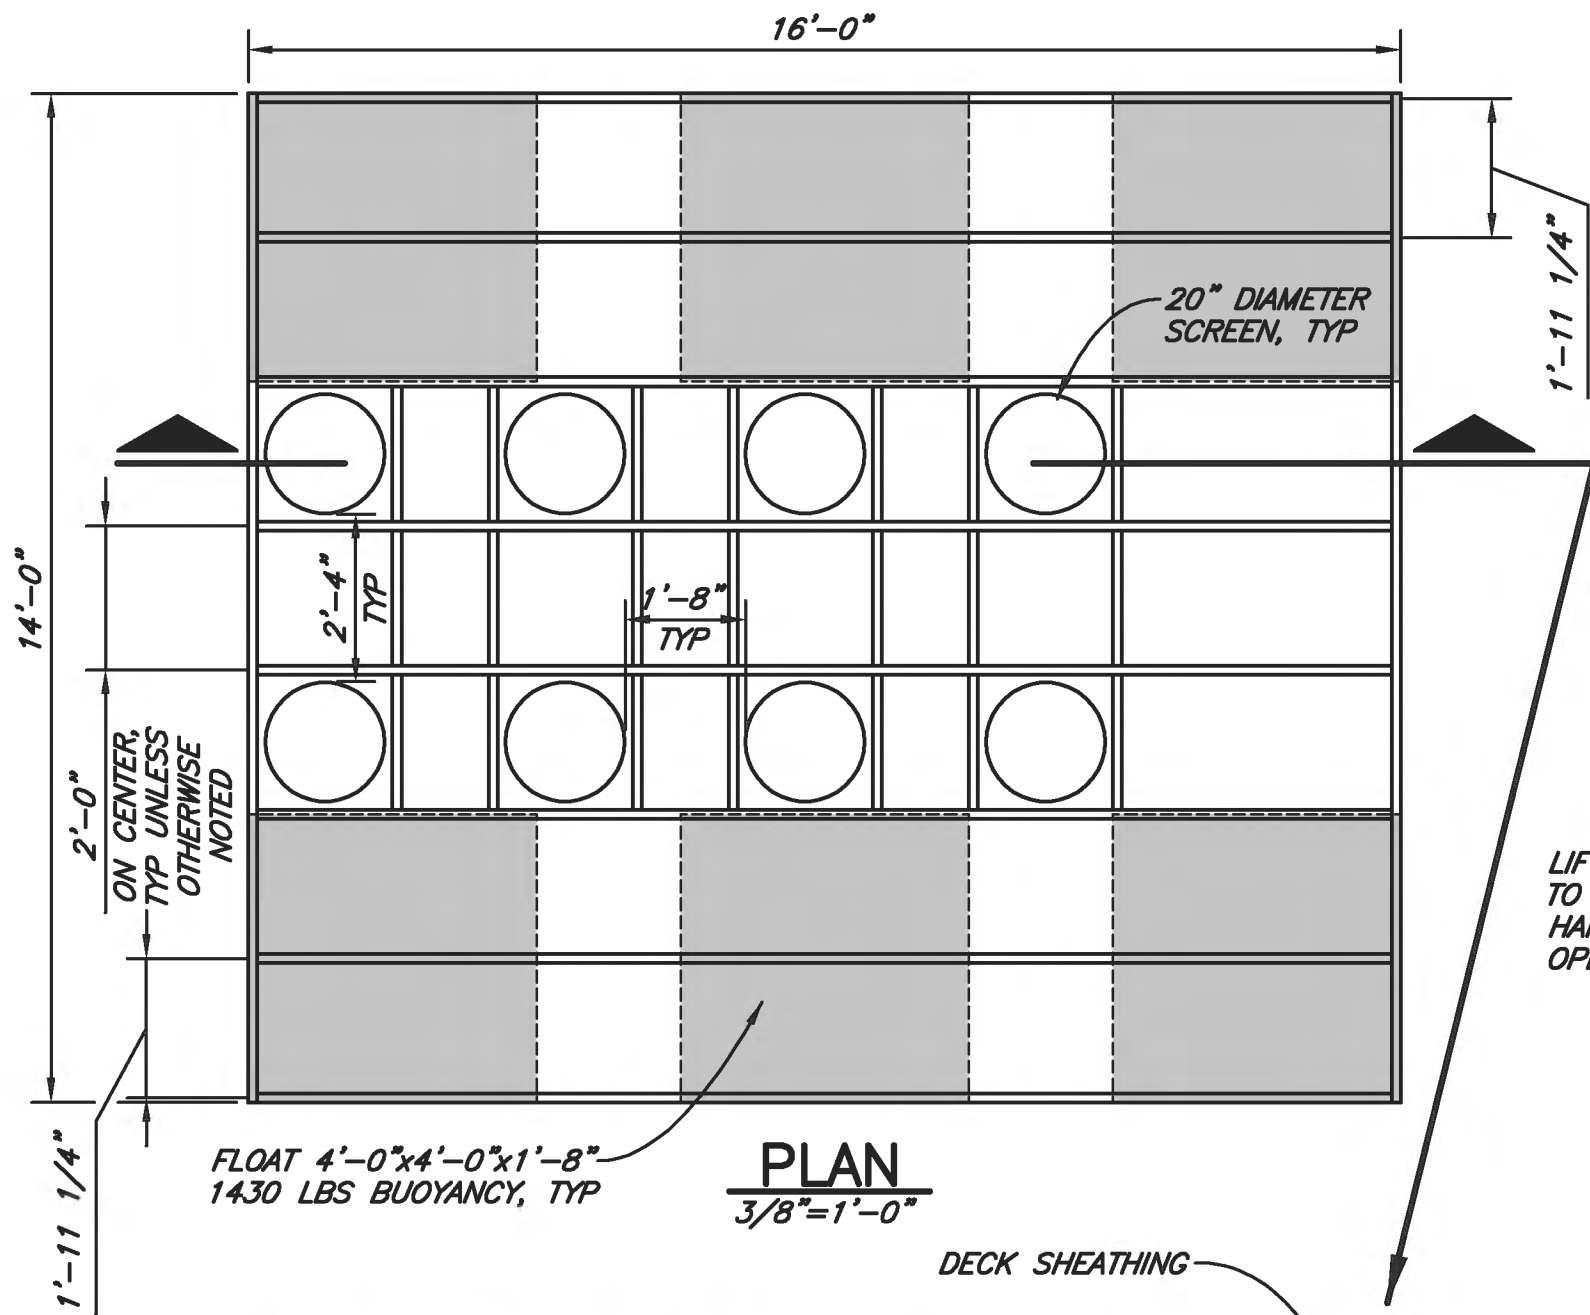 16'-0"
14'-0"
1'-11 1/4"
20" DIAMETER
SCREEN, TYP
2'-4"
TYP
1'-8"
TYP
2'-0"
ON CENTER,
TYP UNLESS
OTHERWISE
NOTED
1'-11 1/4"
FLOAT 4'-0"x4'-0"x1'-8"
1430 LBS BUOYANCY, TYP
PLAN
3/8"=1'-0"
TO
DECK SHEATHING